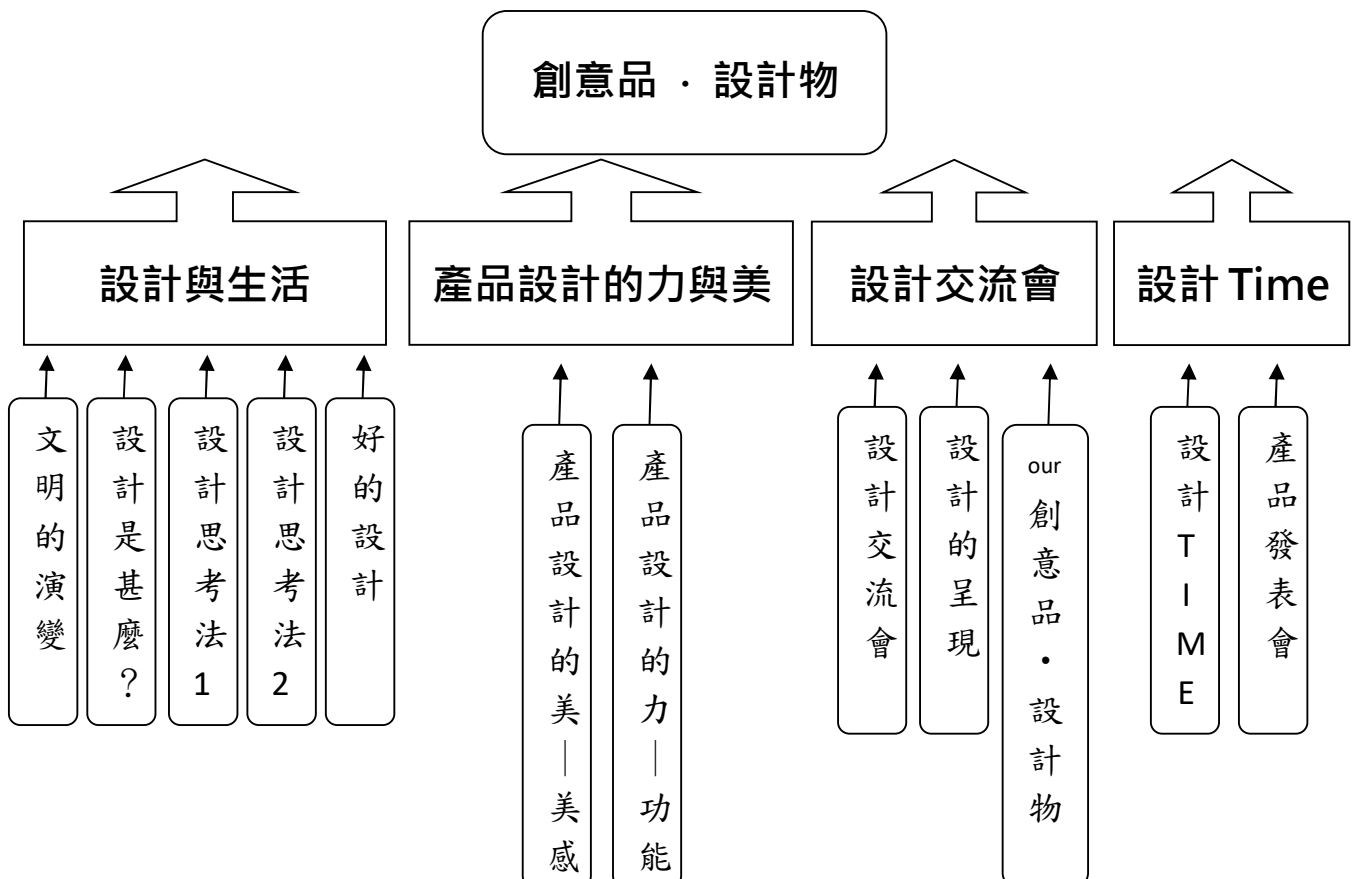 創意品 · 設計物
設計與生活
產品設計的力與美
設計交流會
設計 Time
文明的演變
設計是甚麼？
設計思考法1
設計思考法2
好的設計
產品設計的美—美感
產品設計的力—功能
設計交流會
設計的呈現
our 創意品·設計物
設計TIME
產品發表會